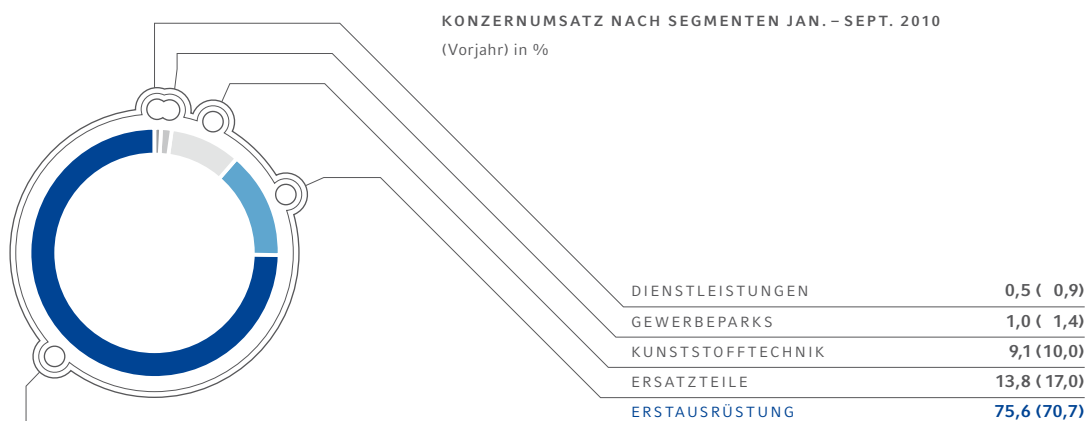 KONZERNUMSATZ NACH SEGMENTEN JAN. – SEPT. 2010
(Vorjahr) in %
DIENSTLEISTUNGEN 0,5 ( 0,9)
GEWERBEPARKS 1,0 ( 1,4)
KUNSTSTOFFTECHNIK 9,1 (10,0)
ERSATZTEILE 13,8 (17,0)
ERSTAUSRÜSTUNG 75,6 (70,7)